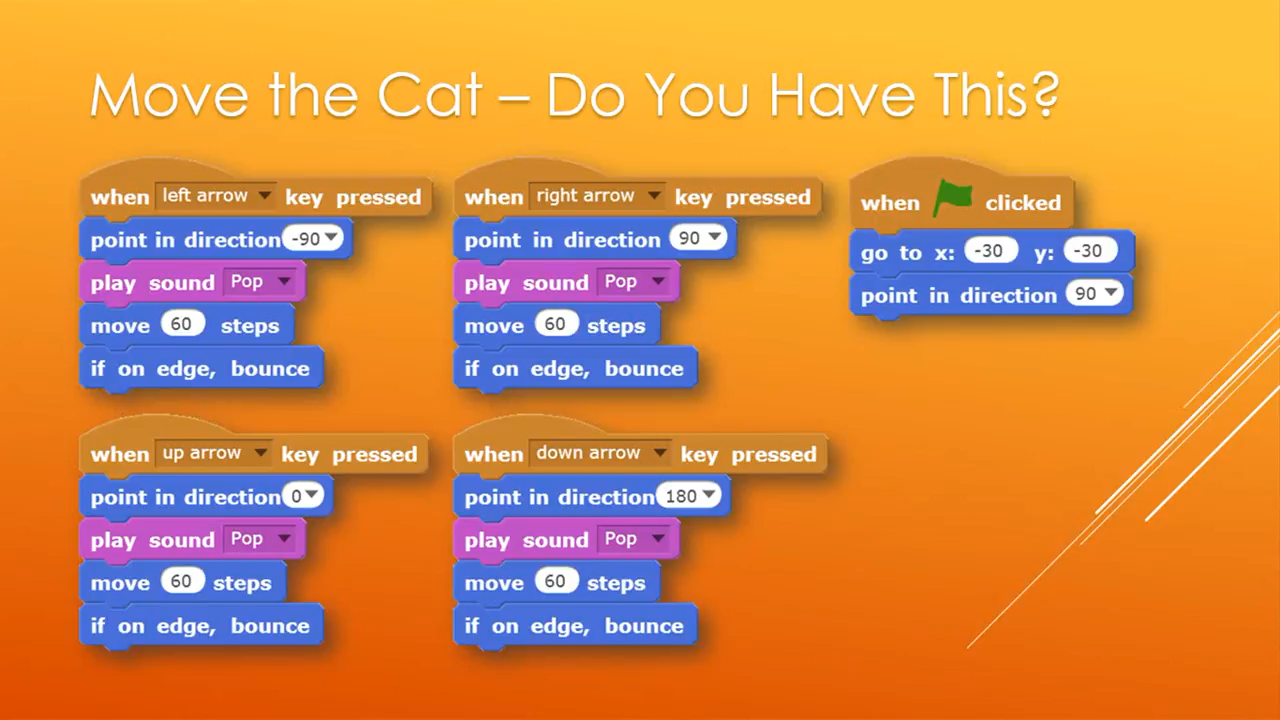 Move the Cat – Do You Have This?
when left arrow key pressed
point in direction -90
play sound Pop
move 60 steps
if on edge, bounce
when right arrow key pressed
point in direction 90
play sound Pop
move 60 steps
if on edge, bounce
when clicked
go to x: -30 y: -30
point in direction 90
when up arrow key pressed
point in direction 0
play sound Pop
move 60 steps
if on edge, bounce
when down arrow key pressed
point in direction 180
play sound Pop
move 60 steps
if on edge, bounce